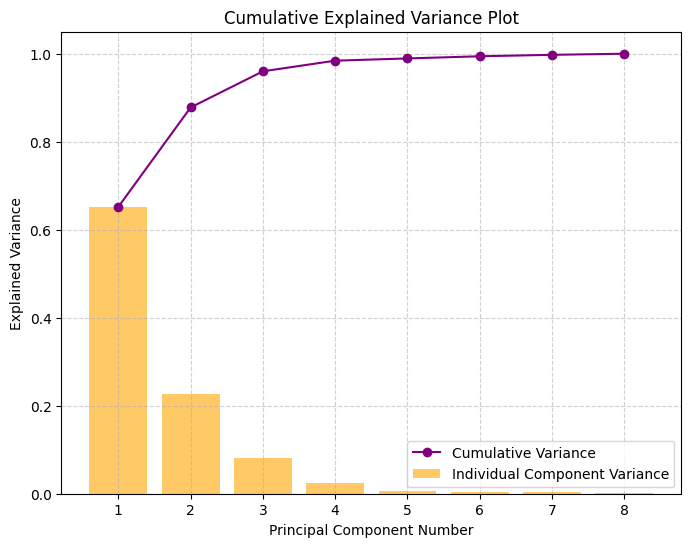 Cumulative Explained Variance Plot
Explained Variance
1.0
0.8
0.6
0.4
0.2
0.0
Cumulative Variance
Individual Component Variance
1 2 3 4 5 6 7 8
Principal Component Number